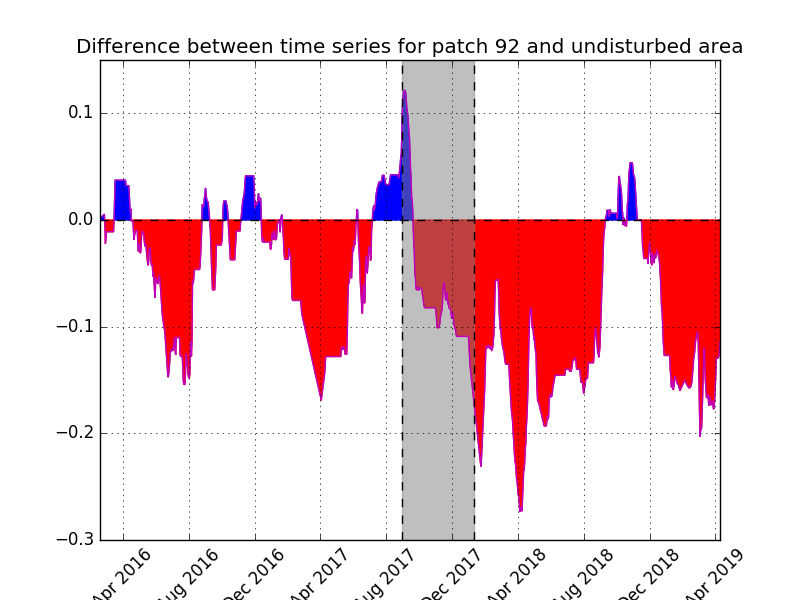 Difference between time series for patch 92 and undisturbed area
0.1
0.0
−0.1
−0.2
−0.3
Apr 2016
Aug 2016
Dec 2016
Apr 2017
Aug 2017
Dec 2017
Apr 2018
Aug 2018
Dec 2018
Apr 2019